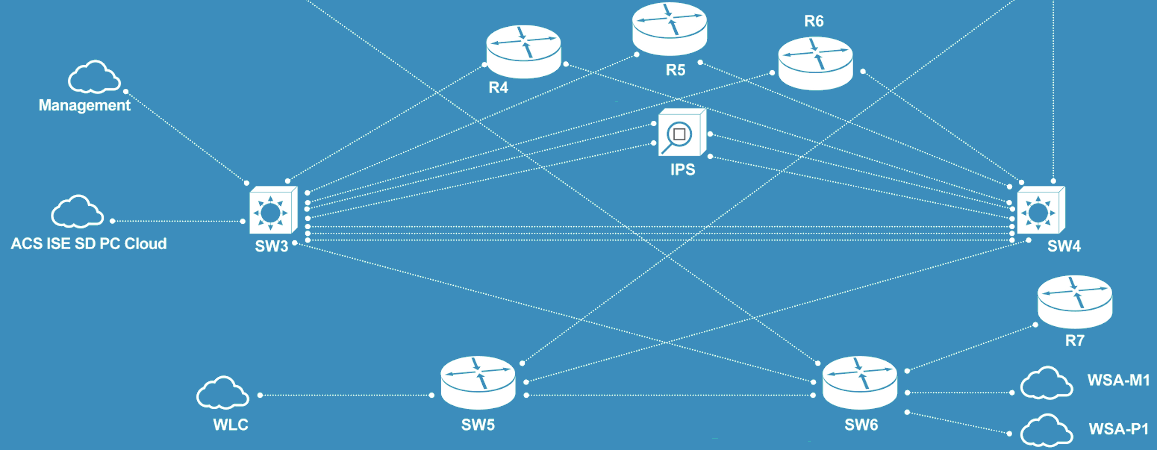 R6
R5
R4
Management
IPS
ACS ISE SD PC Cloud
SW3
SW4
R7
WSA-M1
WLC
SW5
SW6
WSA-P1